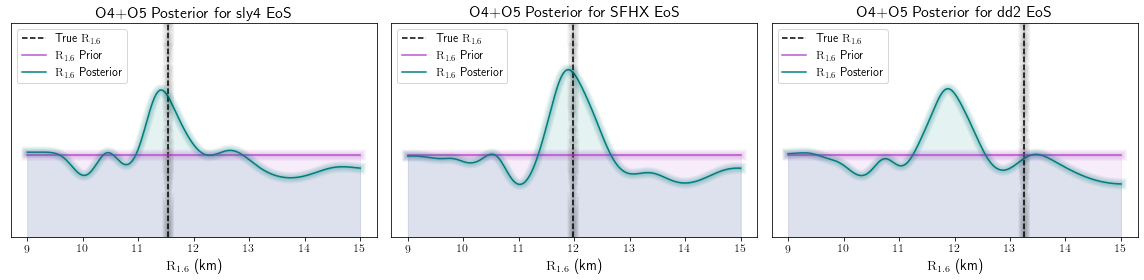 O4+O5 Posterior for sly4 EoS
True R₁.₆
R₁.₆ Prior
R₁.₆ Posterior
9 10 11 12 13 14 15
R₁.₆ (km)
O4+O5 Posterior for SFHX EoS
True R₁.₆
R₁.₆ Prior
R₁.₆ Posterior
9 10 11 12 13 14 15
R₁.₆ (km)
O4+O5 Posterior for dd2 EoS
True R₁.₆
R₁.₆ Prior
R₁.₆ Posterior
9 10 11 12 13 14 15
R₁.₆ (km)